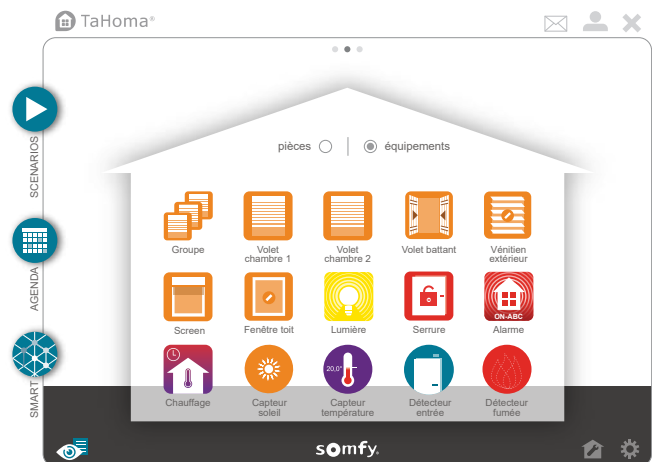 TaHoma®
pièces
équipements
SCENARIOS
AGENDA
SMART
Groupe
Volet
chambre 1
Volet
chambre 2
Volet battant
Vénitien
extérieur
Screen
Fenêtre toit
Lumière
Serrure
ON-ABC
Alarme
20,0°
Chauffage
Capteur
soleil
Capteur
température
Détecteur
entrée
Détecteur
fumée
somfy.